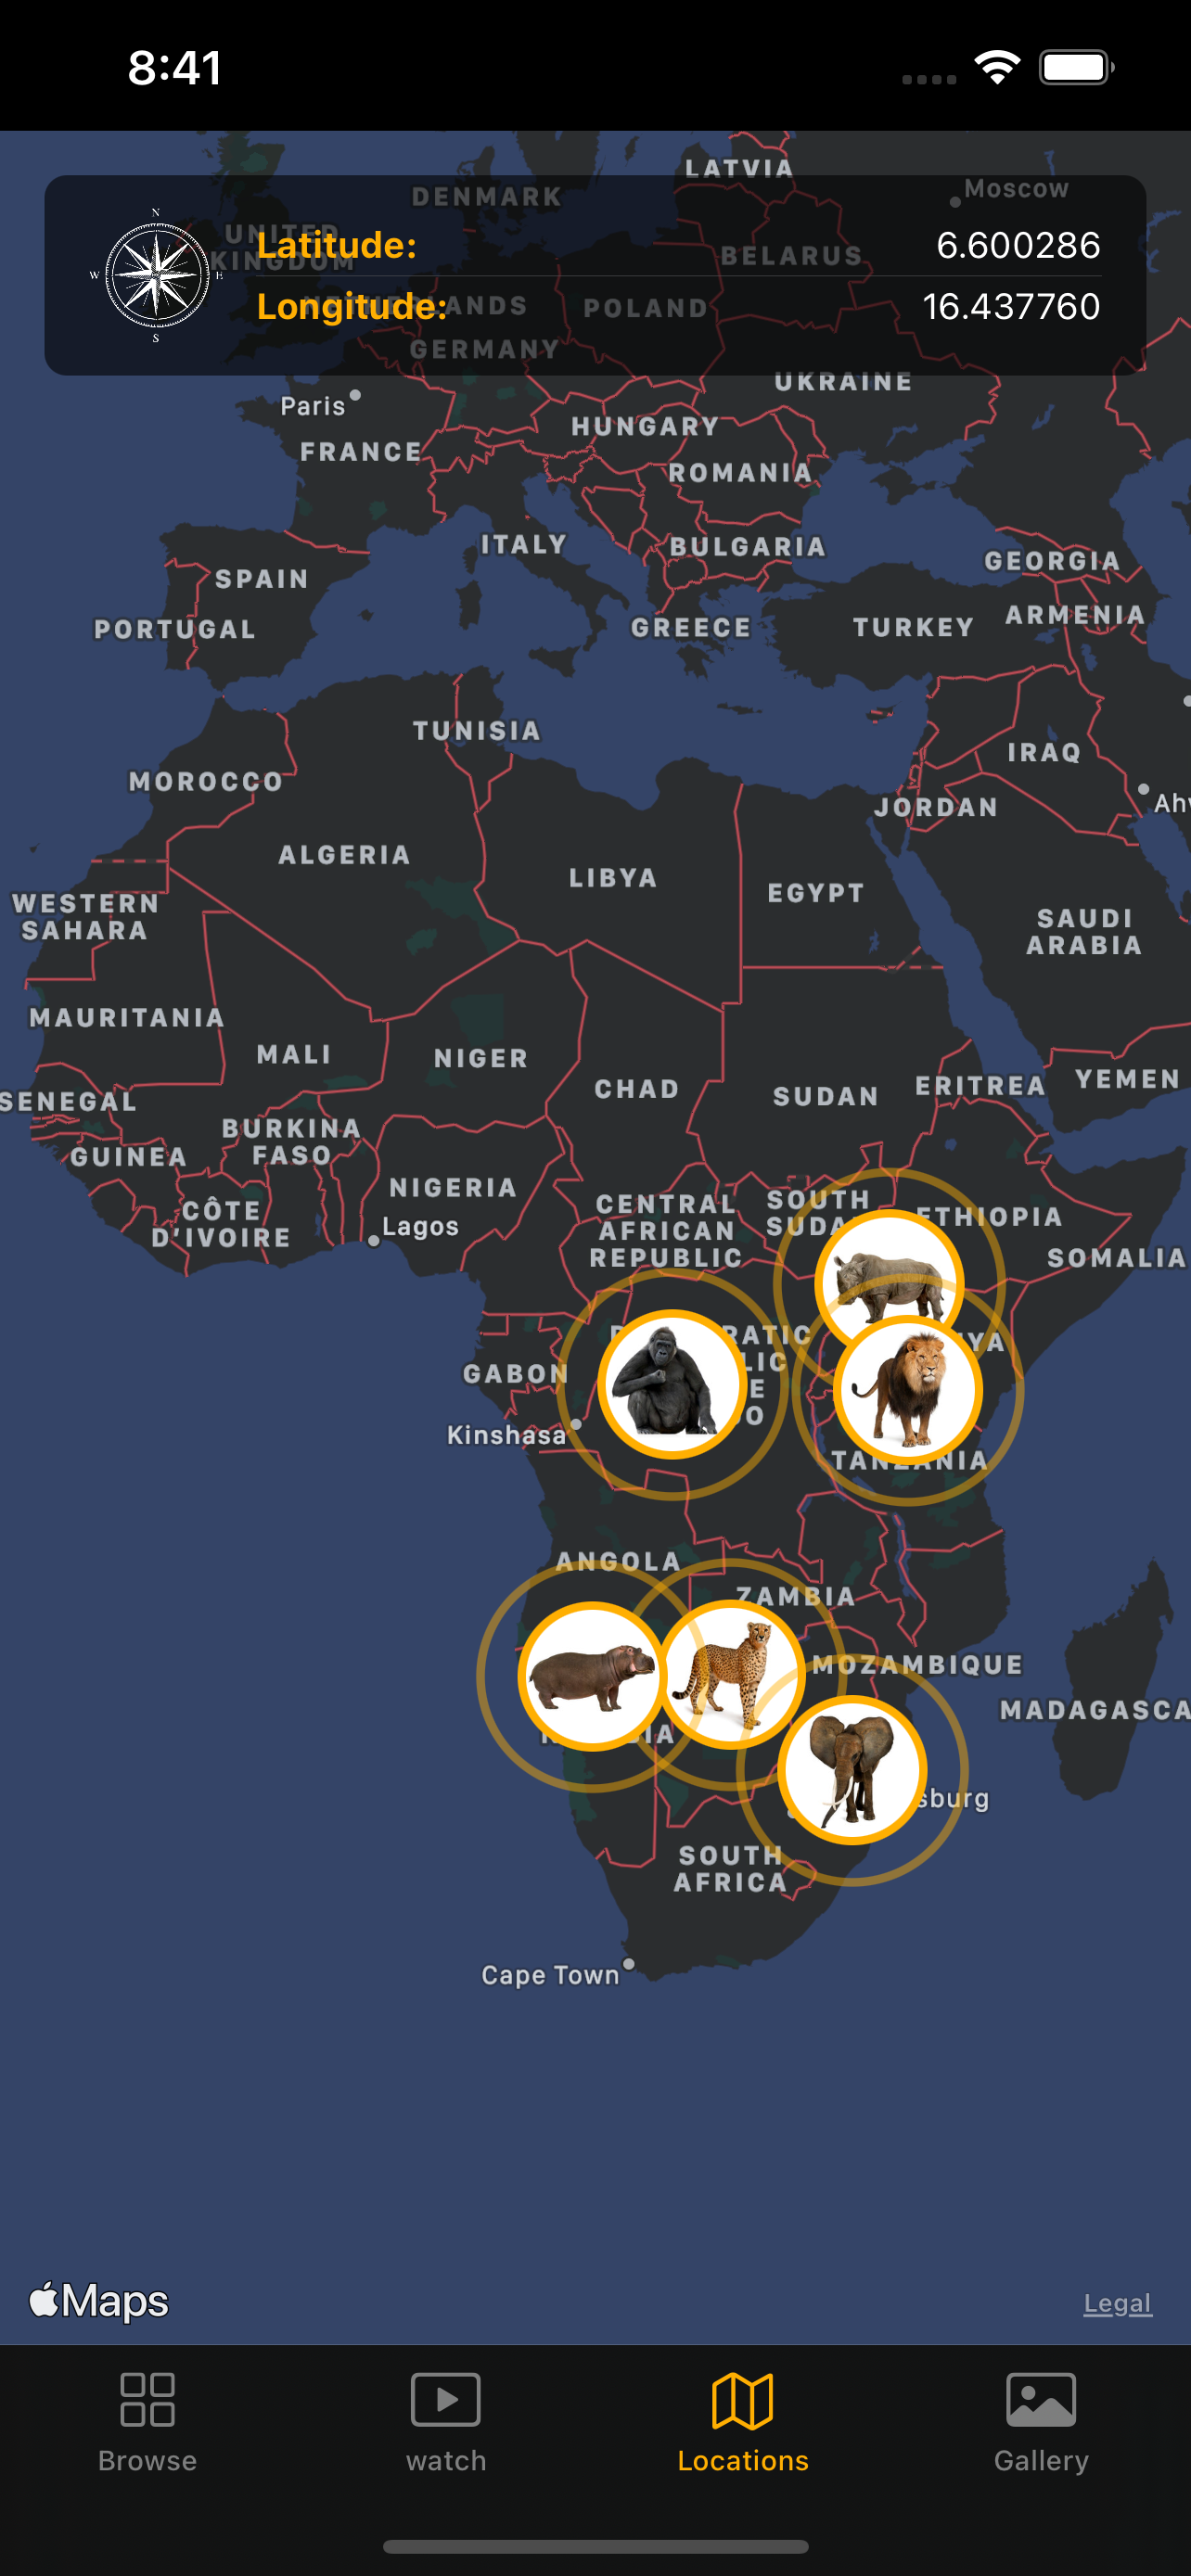 8:41
LATVIA
Moscow
DENMARK
N
UNITED
KINGDOM
W
E
S
Latitude:
6.600286
BELARUS
Longitude:
16.437760
POLAND
GERMANY
UKRAINE
Paris
HUNGARY
FRANCE
ROMANIA
ITALY
BULGARIA
GEORGIA
SPAIN
ARMENIA
PORTUGAL
GREECE
TURKEY
TUNISIA
IRAQ
MOROCCO
JORDAN
Ahv
ALGERIA
LIBYA
EGYPT
WESTERN
SAHARA
SAUDI
ARABIA
MAURITANIA
MALI
NIGER
CHAD
SUDAN
ERITREA
YEMEN
SENEGAL
BURKINA
FASO
GUINEA
NIGERIA
CÔTE
D'IVOIRE
Lagos
CENTRAL
AFRICAN
REPUBLIC
SOUTH
SUDA
ETHIOPIA
SOMALIA
RATIC
LIC
YA
GABON
Kinshasa
TANZANIA
ANGOLA
ZAMBIA
MOZAMBIQUE
MADAGASCA
sburg
SOUTH
AFRICA
Cape Town
Maps
Legal
Browse
watch
Locations
Gallery